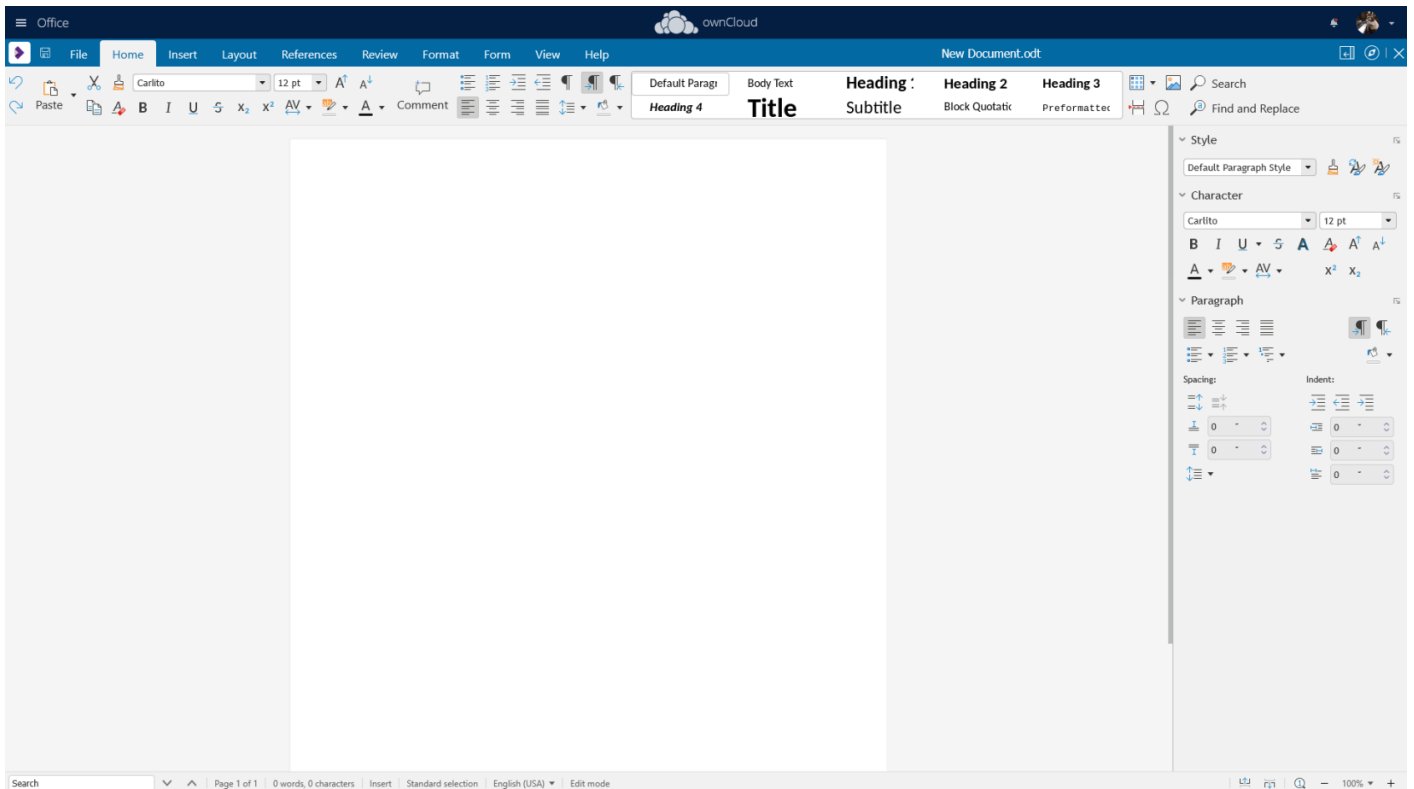 Office
ownCloud
File Home Insert Layout References Review Format Form View Help New Document.odt
Carlito 12 pt Default Paragr Body Text Heading 2 Heading 3 Search
Paste Comment Heading 4 Title Subtitle Block Quotatic Preformattec Find and Replace
Style
Default Paragraph Style
Character
Carlito 12 pt
Paragraph
Spacing: Indent:
0 " 0 "
0 " 0 "
0 "
Search Page 1 of 1 0 words, 0 characters Insert Standard selection English (USA) Edit mode 100%